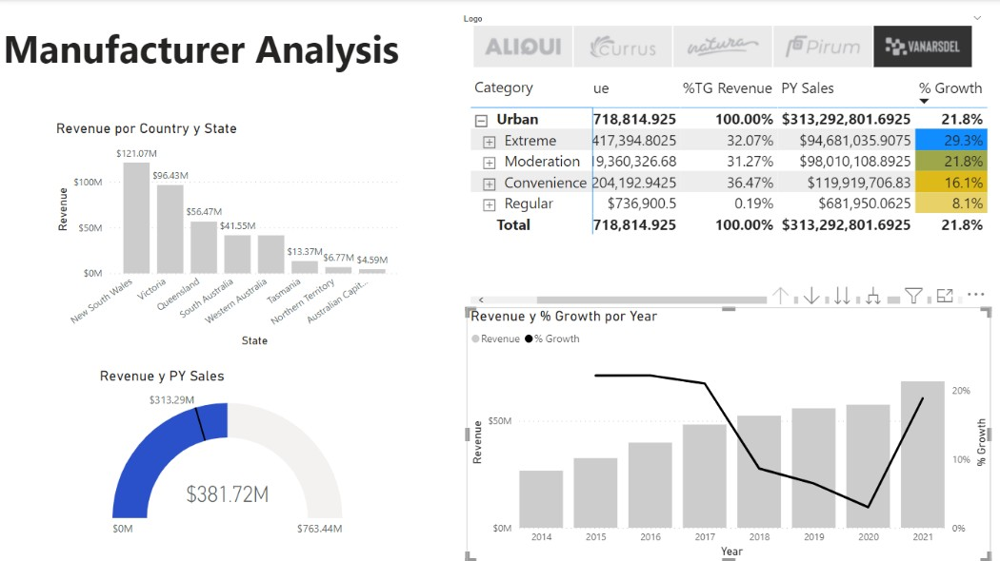 Manufacturer Analysis
Logo
ALIQUI
Currus
natura
Pirum
VANARSDEL
Category ue %TG Revenue PY Sales % Growth
Urban 718,814.925 100.00% $313,292,801.6925 21.8%
Extreme 417,394.8025 32.07% $94,681,035.9075 29.3%
Moderation 19,360,326.68 31.27% $98,010,108.8925 21.8%
Convenience 204,192.9425 36.47% $119,919,706.83 16.1%
Regular $736,900.5 0.19% $681,950.0625 8.1%
Total 718,814.925 100.00% $313,292,801.6925 21.8%
Revenue por Country y State
$121.07M
$96.43M
$56.47M
$41.55M
$13.37M
$6.77M
$4.59M
$100M
$50M
$0M
Revenue
New South Wales
Victoria
Queensland
South Australia
Western Australia
Tasmania
Northern Territory
Australian Capit...
State
Revenue y PY Sales
$313.29M
$381.72M
$0M
$763.44M
Revenue y % Growth por Year
Revenue % Growth
$50M
$0M
Revenue
20%
10%
0%
% Growth
2014 2015 2016 2017 2018 2019 2020 2021
Year